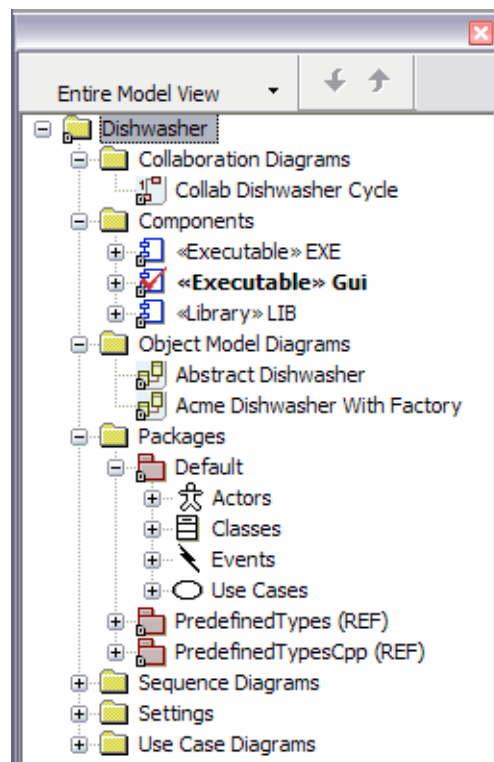 Entire Model View
Dishwasher
Collaboration Diagrams
Collab Dishwasher Cycle
Components
«Executable» EXE
«Executable» Gui
«Library» LIB
Object Model Diagrams
Abstract Dishwasher
Acme Dishwasher With Factory
Packages
Default
Actors
Classes
Events
Use Cases
PredefinedTypes (REF)
PredefinedTypesCpp (REF)
Sequence Diagrams
Settings
Use Case Diagrams